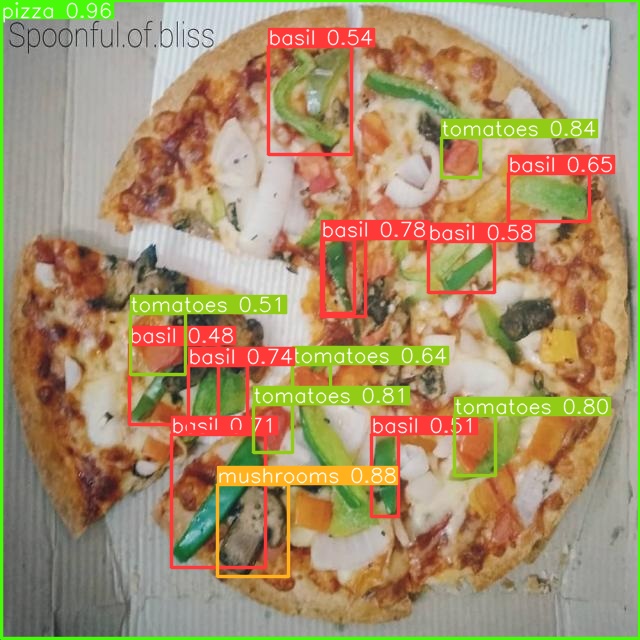 pizza 0.96
Spoonful.of.bliss
basil 0.54
tomatoes 0.84
basil 0.65
basil 0.78
basil 0.58
tomatoes 0.51
basil 0.48
basil 0.74
tomatoes 0.64
tomatoes 0.81
tomatoes 0.80
basil 0.71
basil 0.51
mushrooms 0.88